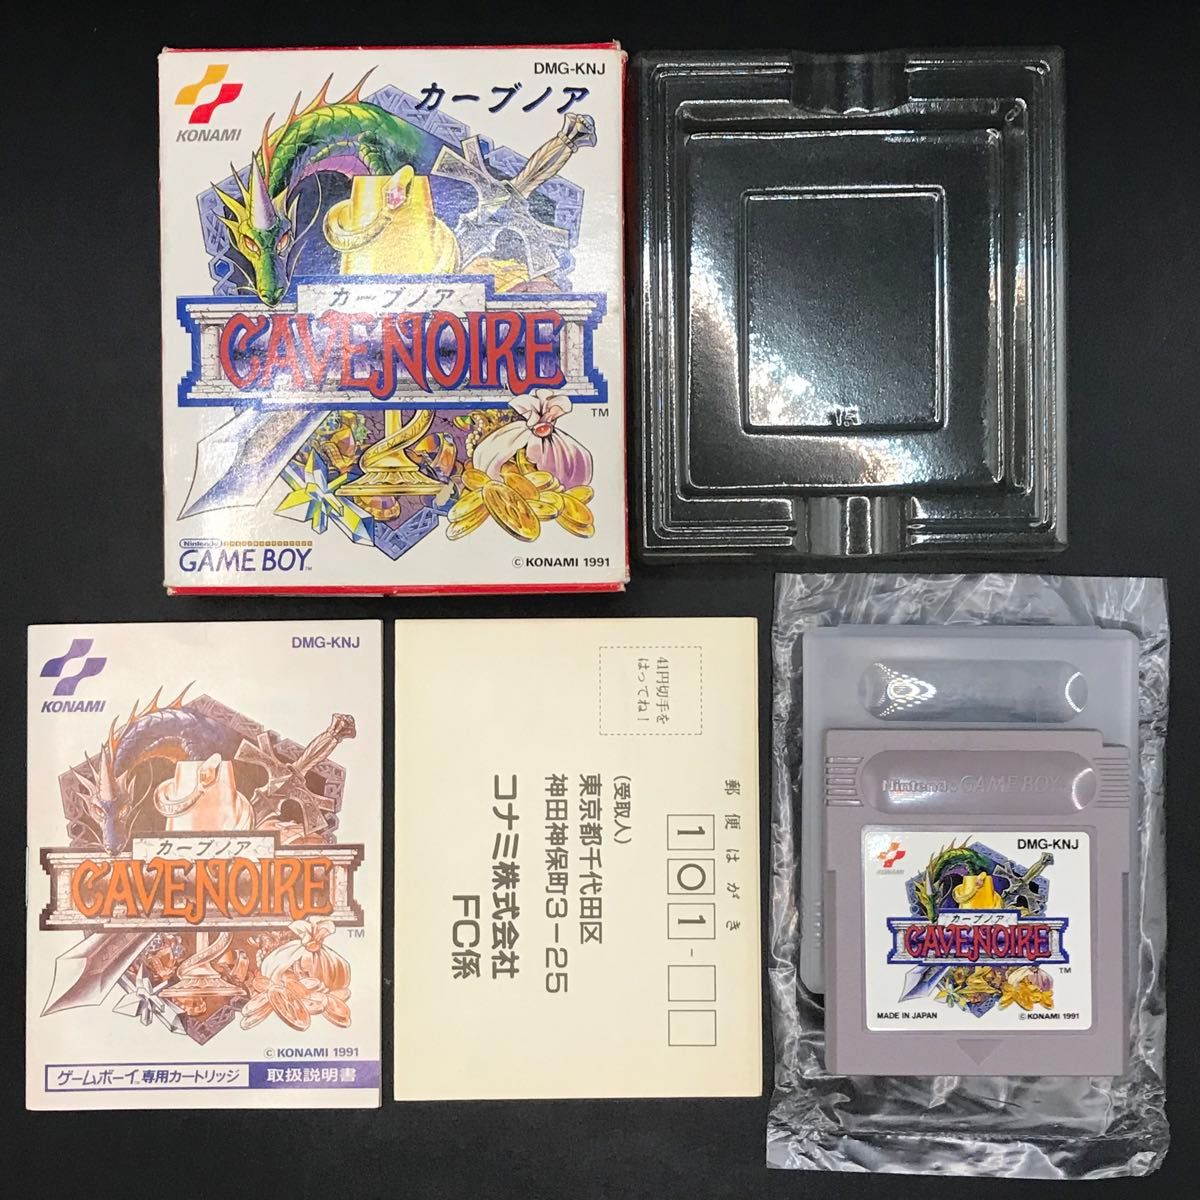 KONAMI
DMG-KNJ
カーブノア
カーブノア
CAVENOIRE
TM
Nintendo
GAME BOY
TM
© KONAMI 1991
15
KONAMI
DMG-KNJ
カーブノア
CAVENOIRE
TM
© KONAMI 1991
ゲームボーイ専用カートリッジ
取扱説明書
41円切手を
はってね！
郵便はがき
101-
(受取人)
東京都千代田区
神田神保町3-25
コナミ株式会社
FC係
Nintendo GAME BOY
KONAMI
DMG-KNJ
カーブノア
CAVENOIRE
TM
MADE IN JAPAN
© KONAMI 1991